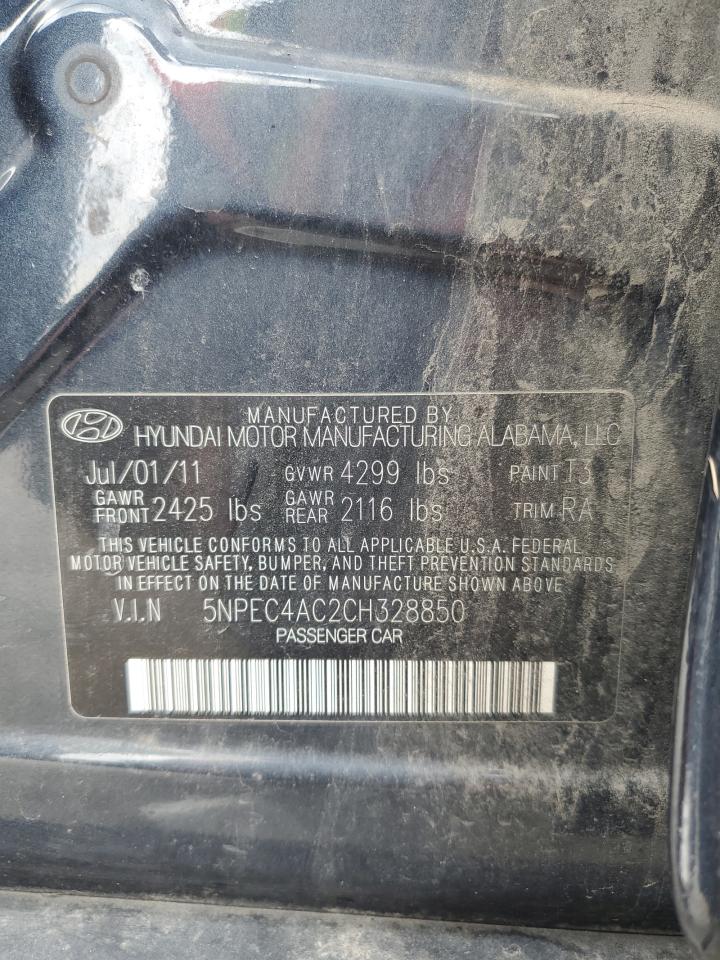 MANUFACTURED BY
HYUNDAI MOTOR MANUFACTURING ALABAMA, LLC
Jul/01/11 GVWR 4299 lbs PAINT T3
GAWR FRONT 2425 lbs GAWR REAR 2116 lbs TRIM RA
THIS VEHICLE CONFORMS TO ALL APPLICABLE U.S.A. FEDERAL
MOTOR VEHICLE SAFETY, BUMPER, AND THEFT PREVENTION STANDARDS
IN EFFECT ON THE DATE OF MANUFACTURE SHOWN ABOVE
V.I.N 5NPEC4AC2CH328850
PASSENGER CAR